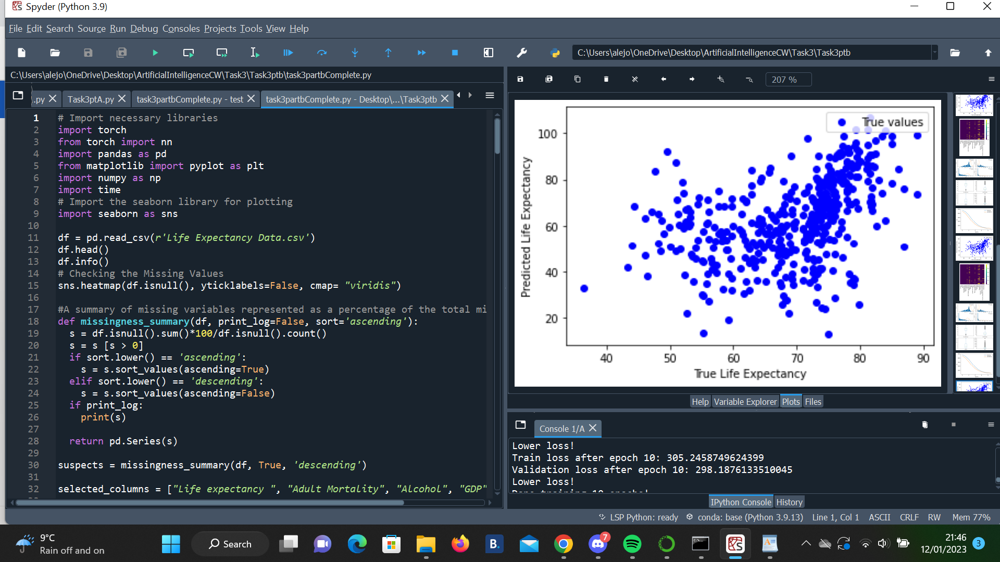 Spyder (Python 3.9)
File Edit Search Source Run Debug Consoles Projects Tools View Help
C:\Users\alejo\OneDrive\Desktop\ArtificialIntelligenceCW\Task3\Task3ptb
C:\Users\alejo\OneDrive\Desktop\ArtificialIntelligenceCW\Task3\Task3ptb\task3partbComplete.py
.py Task3ptA.py task3partbComplete.py - test task3partbComplete.py - Desktop\...\Task3ptb
1 # Import necessary libraries
2 import torch
3 from torch import nn
4 import pandas as pd
5 from matplotlib import pyplot as plt
6 import numpy as np
7 import time
8 # Import the seaborn library for plotting
9 import seaborn as sns
10
11 df = pd.read_csv(r'Life Expectancy Data.csv')
12 df.head()
13 df.info()
14 # Checking the Missing Values
15 sns.heatmap(df.isnull(), yticklabels=False, cmap= "viridis")
16
17 #A summary of missing variables represented as a percentage of the total mi
18 def missingness_summary(df, print_log=False, sort='ascending'):
19 s = df.isnull().sum()*100/df.isnull().count()
20 s = s [s > 0]
21 if sort.lower() == 'ascending':
22 s = s.sort_values(ascending=True)
23 elif sort.lower() == 'descending':
24 s = s.sort_values(ascending=False)
25 if print_log:
26 print(s)
27
28 return pd.Series(s)
29
30 suspects = missingness_summary(df, True, 'descending')
31
32 selected_columns = ["Life expectancy ", "Adult Mortality", "Alcohol", "GDP"
207 %
True values
100
80
60
40
20
Predicted Life Expectancy
40 50 60 70 80 90
True Life Expectancy
Help Variable Explorer Plots Files
Console 1/A
Lower loss!
Train loss after epoch 10: 305.2458749624399
Validation loss after epoch 10: 298.1876133510045
Lower loss!
Done training 10 epochs!
IPython Console History
LSP Python: ready conda: base (Python 3.9.13) Line 1, Col 1 ASCII CRLF RW Mem 77%
9°C
Rain off and on
Search
B.
7
21:46
12/01/2023
3